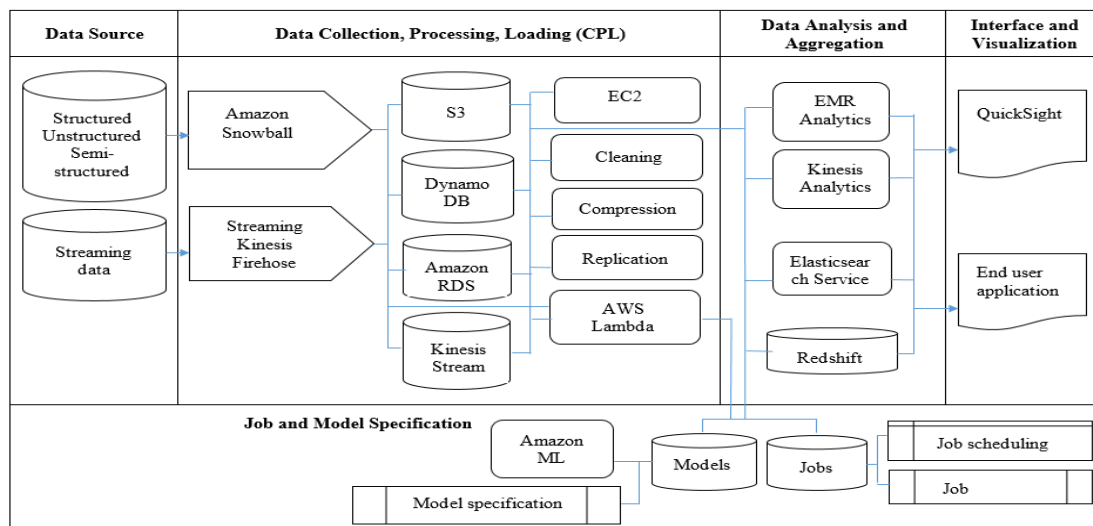 Data Source
Data Collection, Processing, Loading (CPL)
Data Analysis and
Aggregation
Interface and
Visualization
Structured
Unstructured
Semi-
structured
Streaming
data
Amazon
Snowball
Streaming
Kinesis
Firehose
S3
Dynamo
DB
Amazon
RDS
Kinesis
Stream
EC2
Cleaning
Compression
Replication
AWS
Lambda
EMR
Analytics
Kinesis
Analytics
Elasticsear
ch Service
Redshift
QuickSight
End user
application
Job and Model Specification
Amazon
ML
Model specification
Models
Jobs
Job scheduling
Job